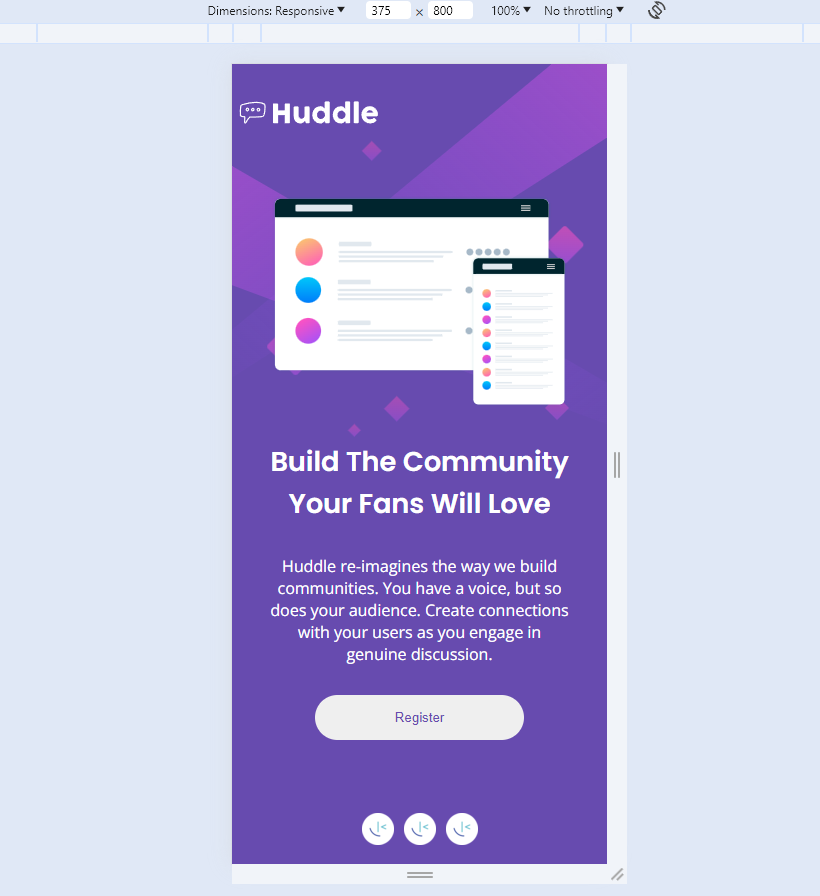 Dimensions: Responsive 375 × 800 100% No throttling
Huddle
Build The Community
Your Fans Will Love
Huddle re-imagines the way we build
communities. You have a voice, but so
does your audience. Create connections
with your users as you engage in
genuine discussion.
Register